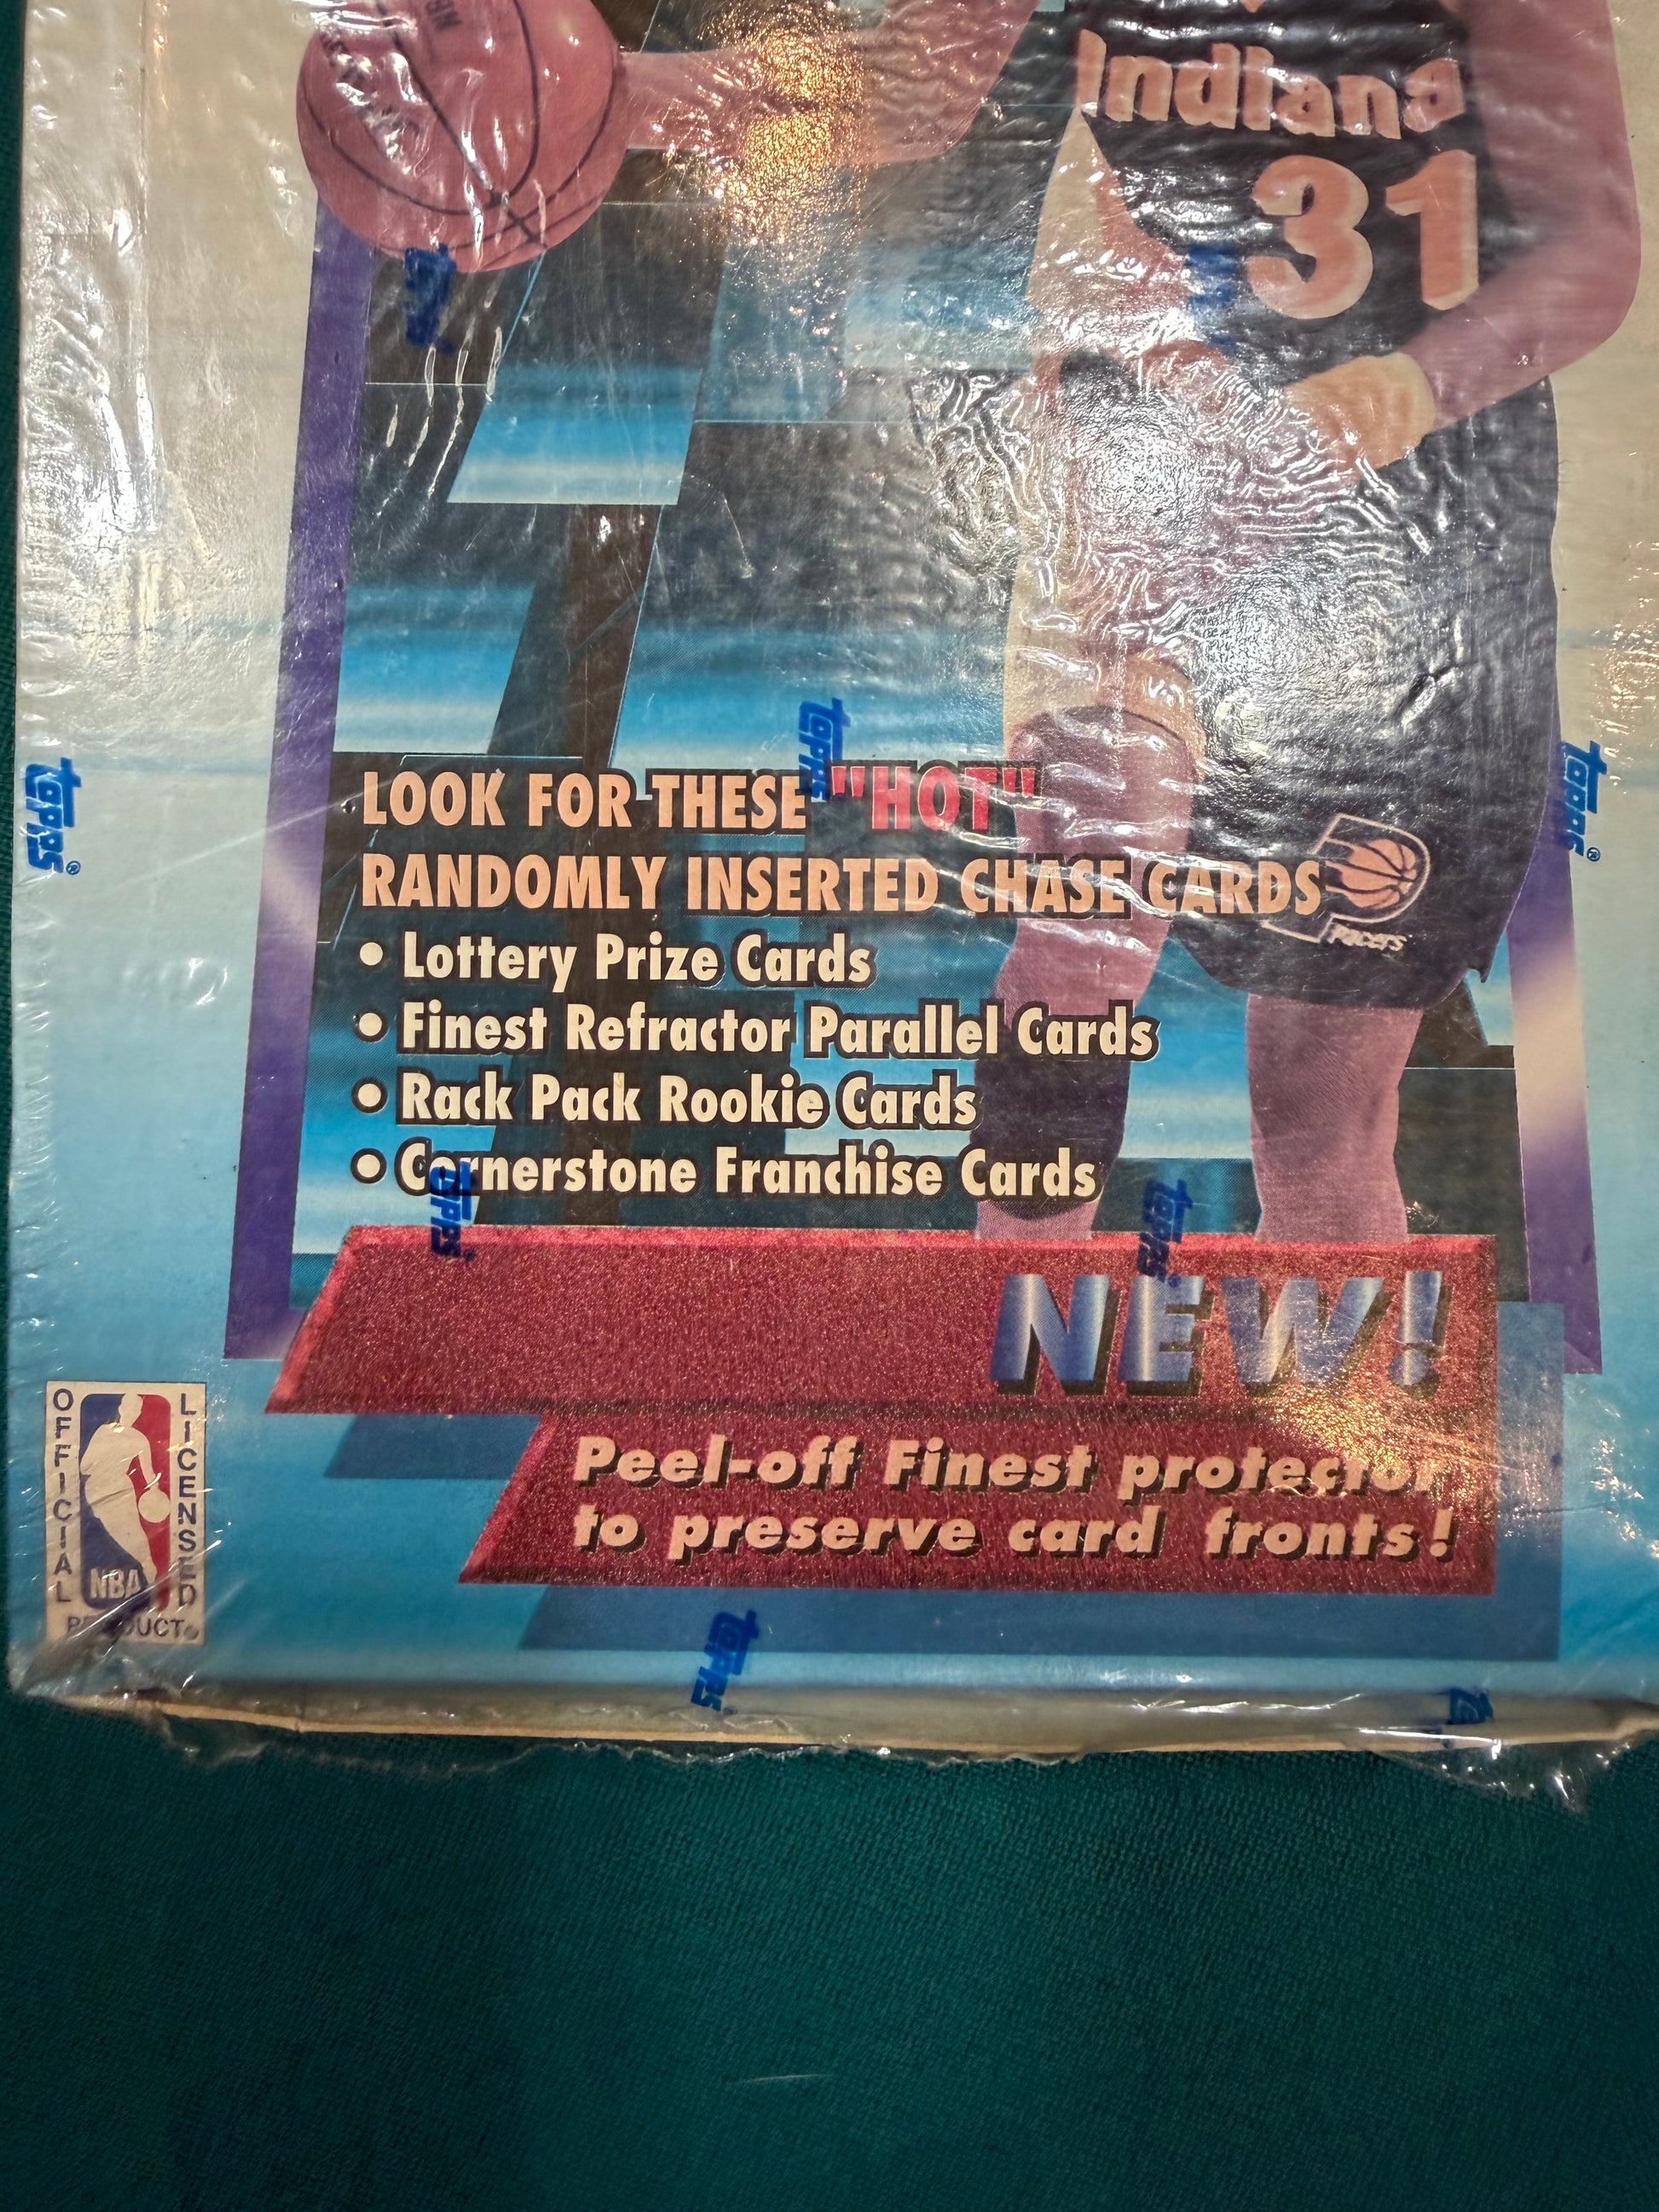 Indiana
31
topps
LOOK FOR THESE "HOT"
RANDOMLY INSERTED CHASE CARDS
PACERS
topps®
topps®
• Lottery Prize Cards
• Finest Refractor Parallel Cards
• Rack Pack Rookie Cards
• Cornerstone Franchise Cards
topps
topps
NEW!
Peel-off Finest protector
to preserve card fronts!
OFFICIAL
LICENSED
NBA
PRODUCT
topps